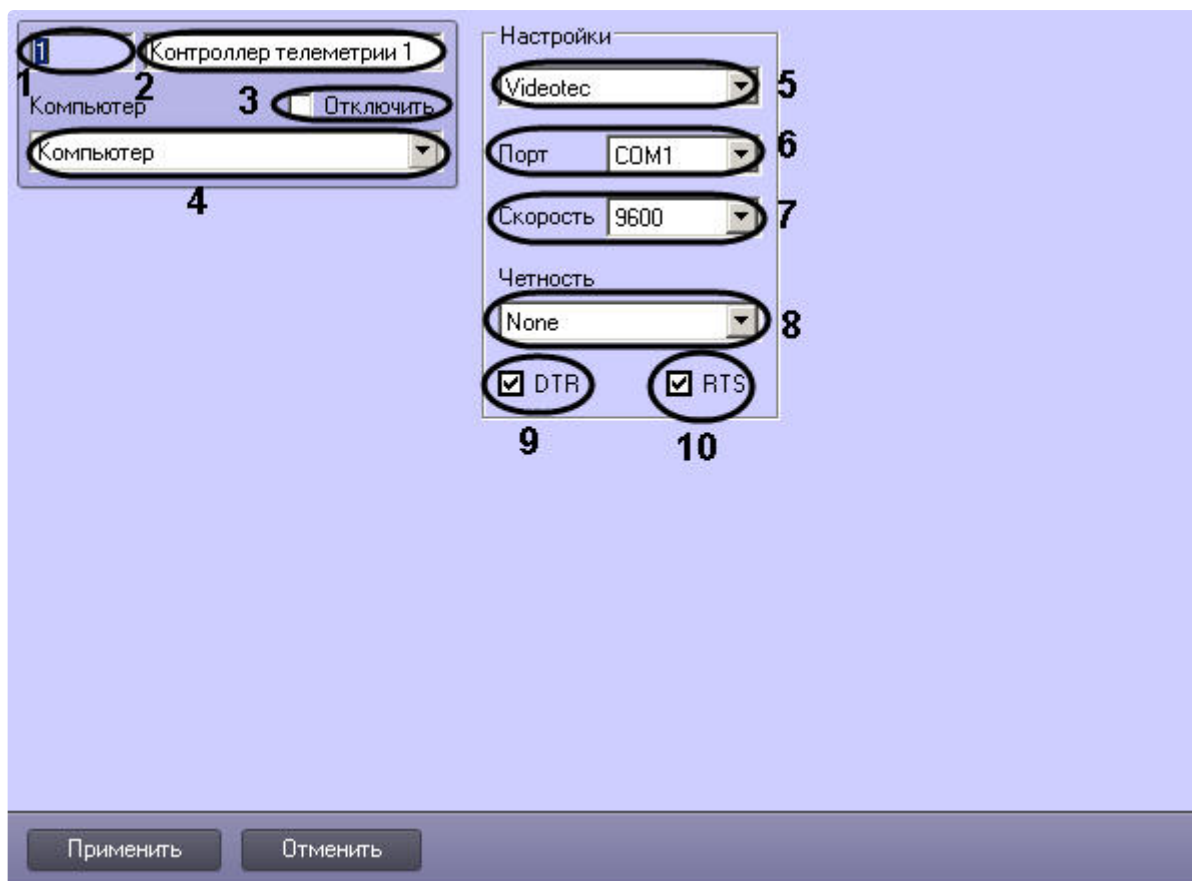 1 Контроллер телеметрии 1
1 2
Компьютер 3 Отключить
Компьютер
4
Настройки
Videotec 5
Порт COM1 6
Скорость 9600 7
Четность
None 8
DTR RTS
9 10
Применить Отменить